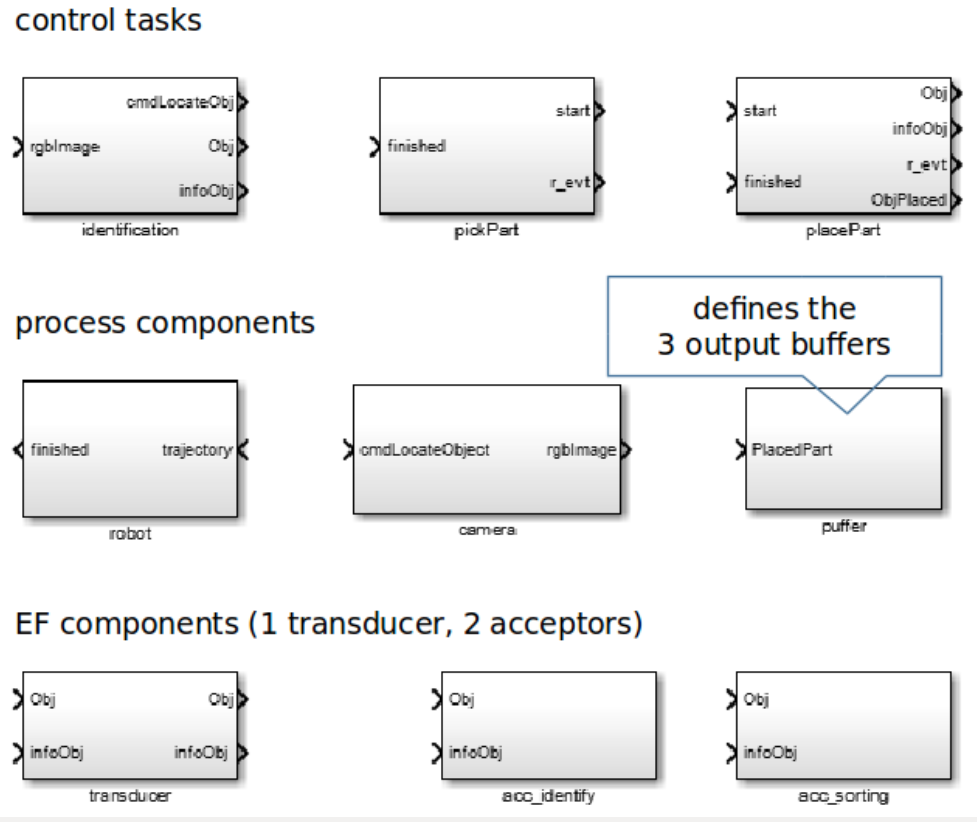 control tasks
rgbImage
cmdLocateObj
Obj
infoObj
identification
finished
start
r_evt
pickPart
start
finished
Obj
infoObj
r_evt
ObjPlaced
placePart
process components
defines the
3 output buffers
finished
trajectory
robot
cmdLocateObject
rgbImage
camera
PlacedPart
puffer
EF components (1 transducer, 2 acceptors)
Obj
infoObj
Obj
infoObj
transducer
Obj
infoObj
acc_identify
Obj
infoObj
acc_sorting